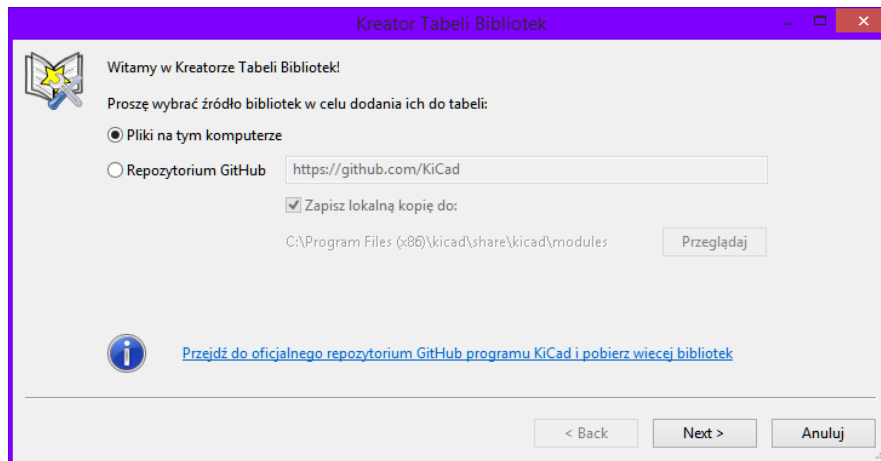 Kreator Tabeli Bibliotek
Witamy w Kreatorze Tabeli Bibliotek!
Proszę wybrać źródło bibliotek w celu dodania ich do tabeli:
Pliki na tym komputerze
Repozytorium GitHub https://github.com/KiCad
Zapisz lokalną kopię do:
C:\Program Files (x86)\kicad\share\kicad\modules Przeglądaj
Przejdź do oficjalnego repozytorium GitHub programu KiCad i pobierz wiecej bibliotek
< Back Next > Anuluj